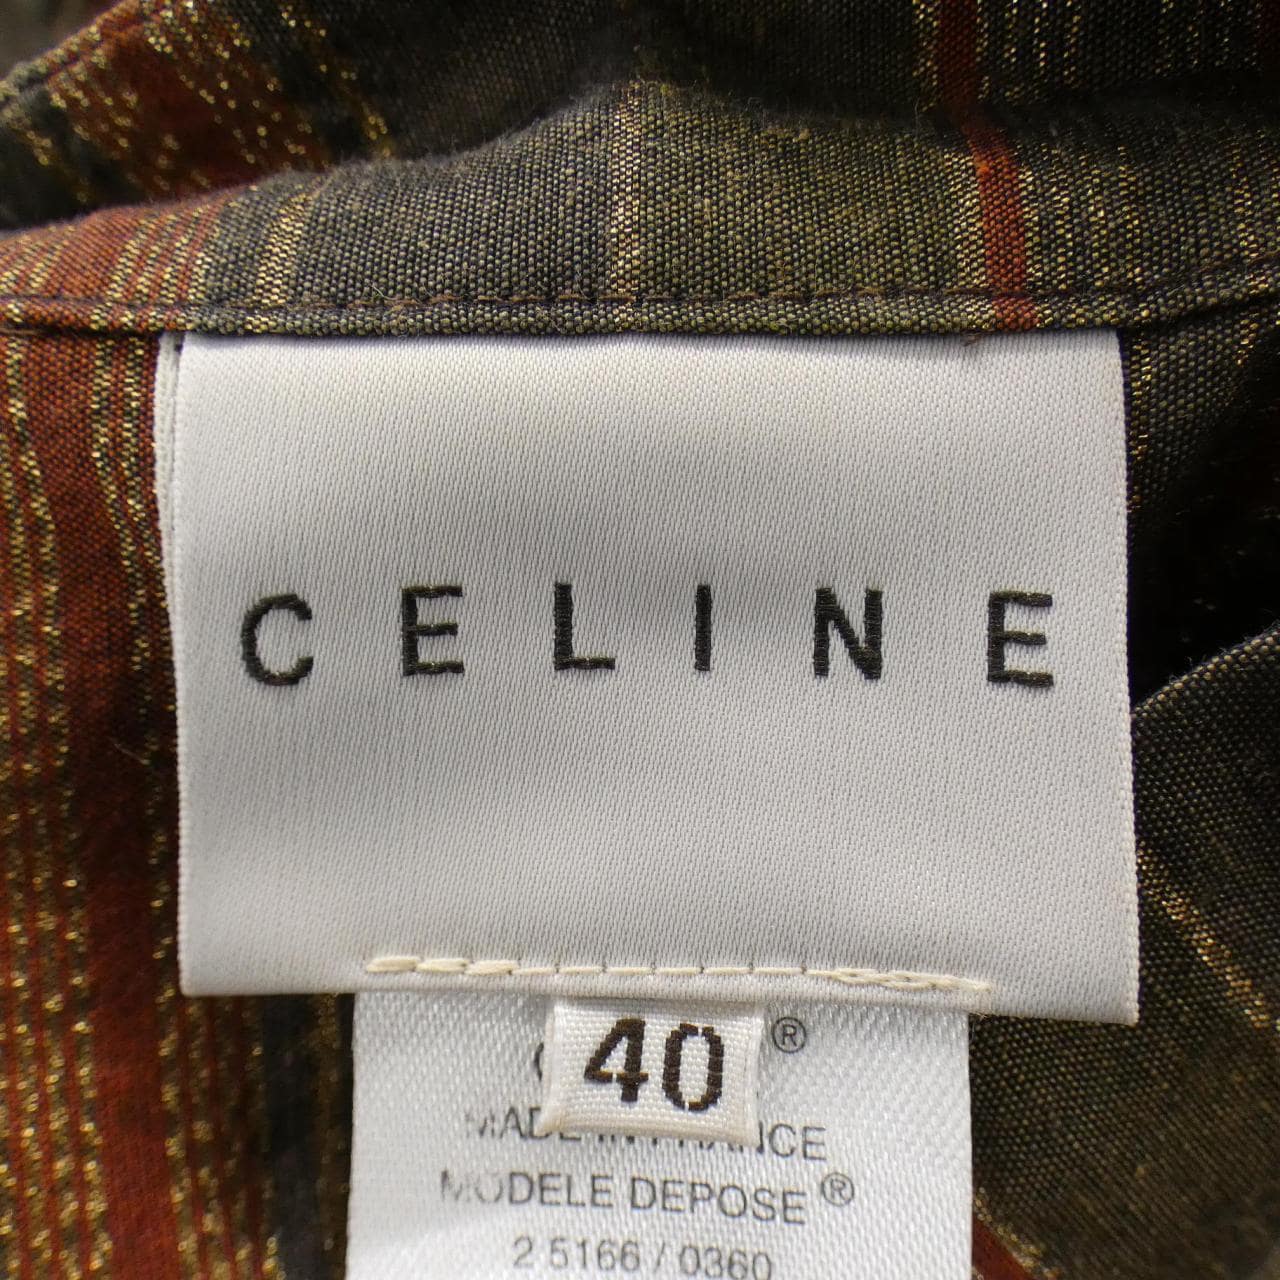 CELINE
40
®
MADE IN FRANCE
MODELE DEPOSE ®
2 5166 / 0360